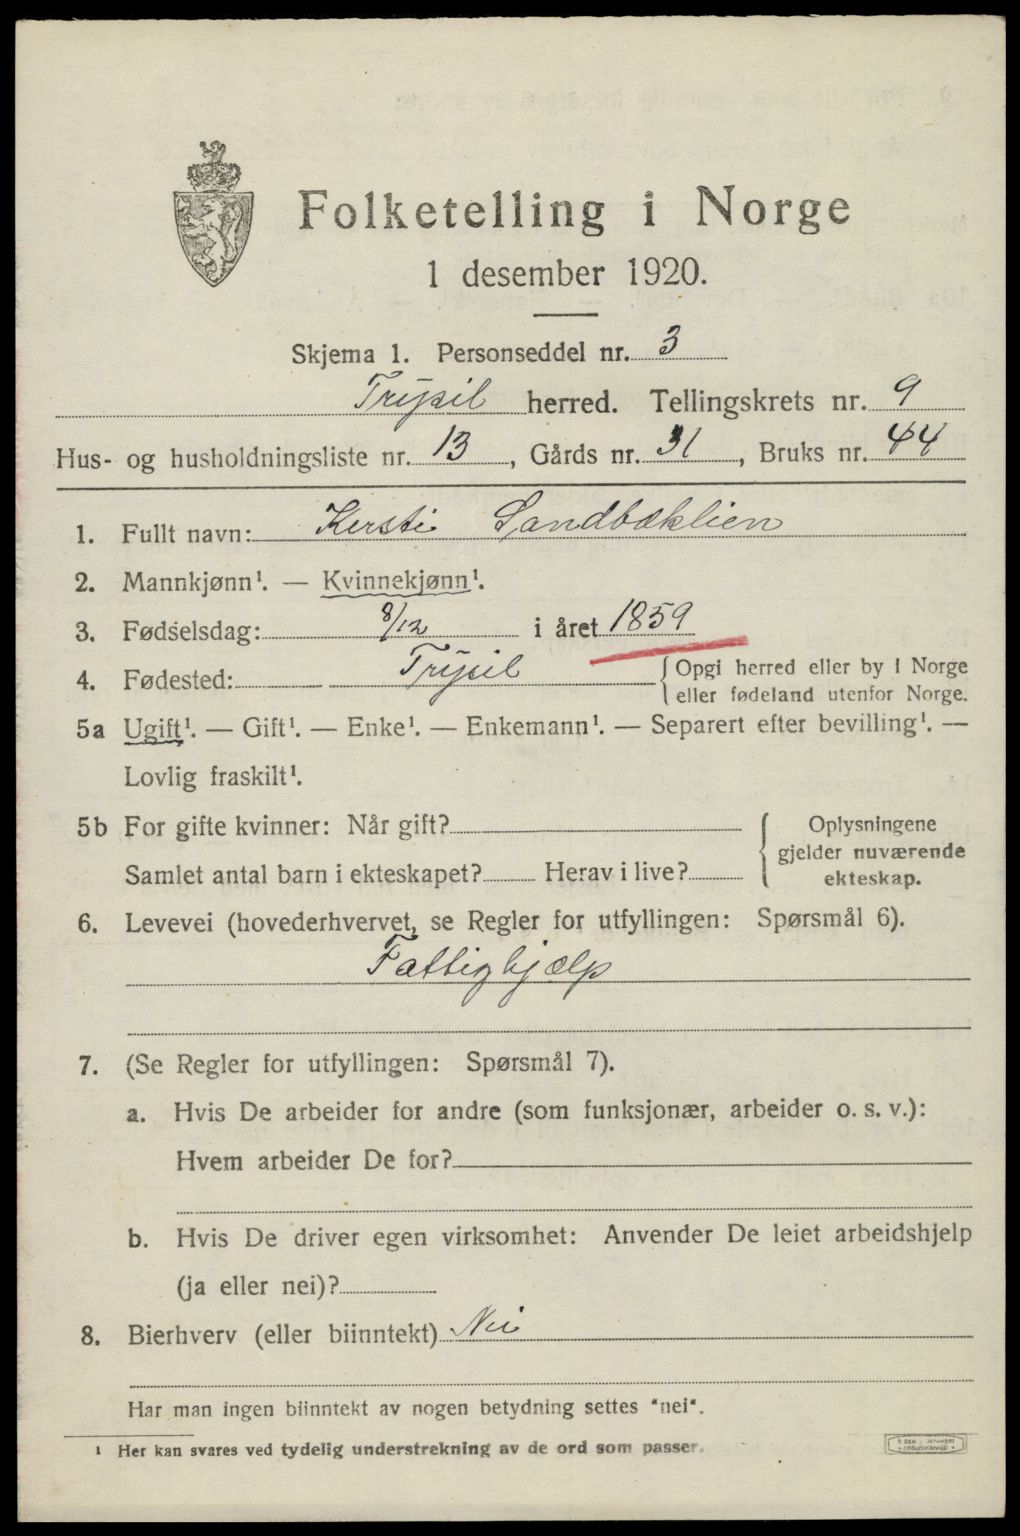 Folketelling i Norge
1 desember 1920.
Skjema 1. Personseddel nr. 3
Trysil herred. Tellingskrets nr. 9
Hus- og husholdningsliste nr. 13, Gårds nr. 31, Bruks nr. 44
1. Fullt navn: Kersti Sandbæklien
2. Mannkjønn¹. — Kvinnekjønn¹.
3. Fødselsdag: 8/12 i året 1859
4. Fødested: Trysil { Opgi herred eller by i Norge
eller fødeland utenfor Norge.
5a Ugift¹. — Gift¹. — Enke¹. — Enkemann¹. — Separert efter bevilling¹. —
Lovlig fraskilt¹.
5b For gifte kvinner: Når gift?
Samlet antal barn i ekteskapet? Herav i live?
{ Oplysningene
gjelder nuværende
ekteskap.
6. Levevei (hovederhvervet, se Regler for utfyllingen: Spørsmål 6).
Fattighjælp
7. (Se Regler for utfyllingen: Spørsmål 7).
a. Hvis De arbeider for andre (som funksjonær, arbeider o. s. v.):
Hvem arbeider De for?
b. Hvis De driver egen virksomhet: Anvender De leiet arbeidshjelp
(ja eller nei)?
8. Bierhverv (eller biinntekt) Nei
Har man ingen biinntekt av nogen betydning settes "nei".
¹ Her kan svares ved tydelig understrekning av de ord som passer.